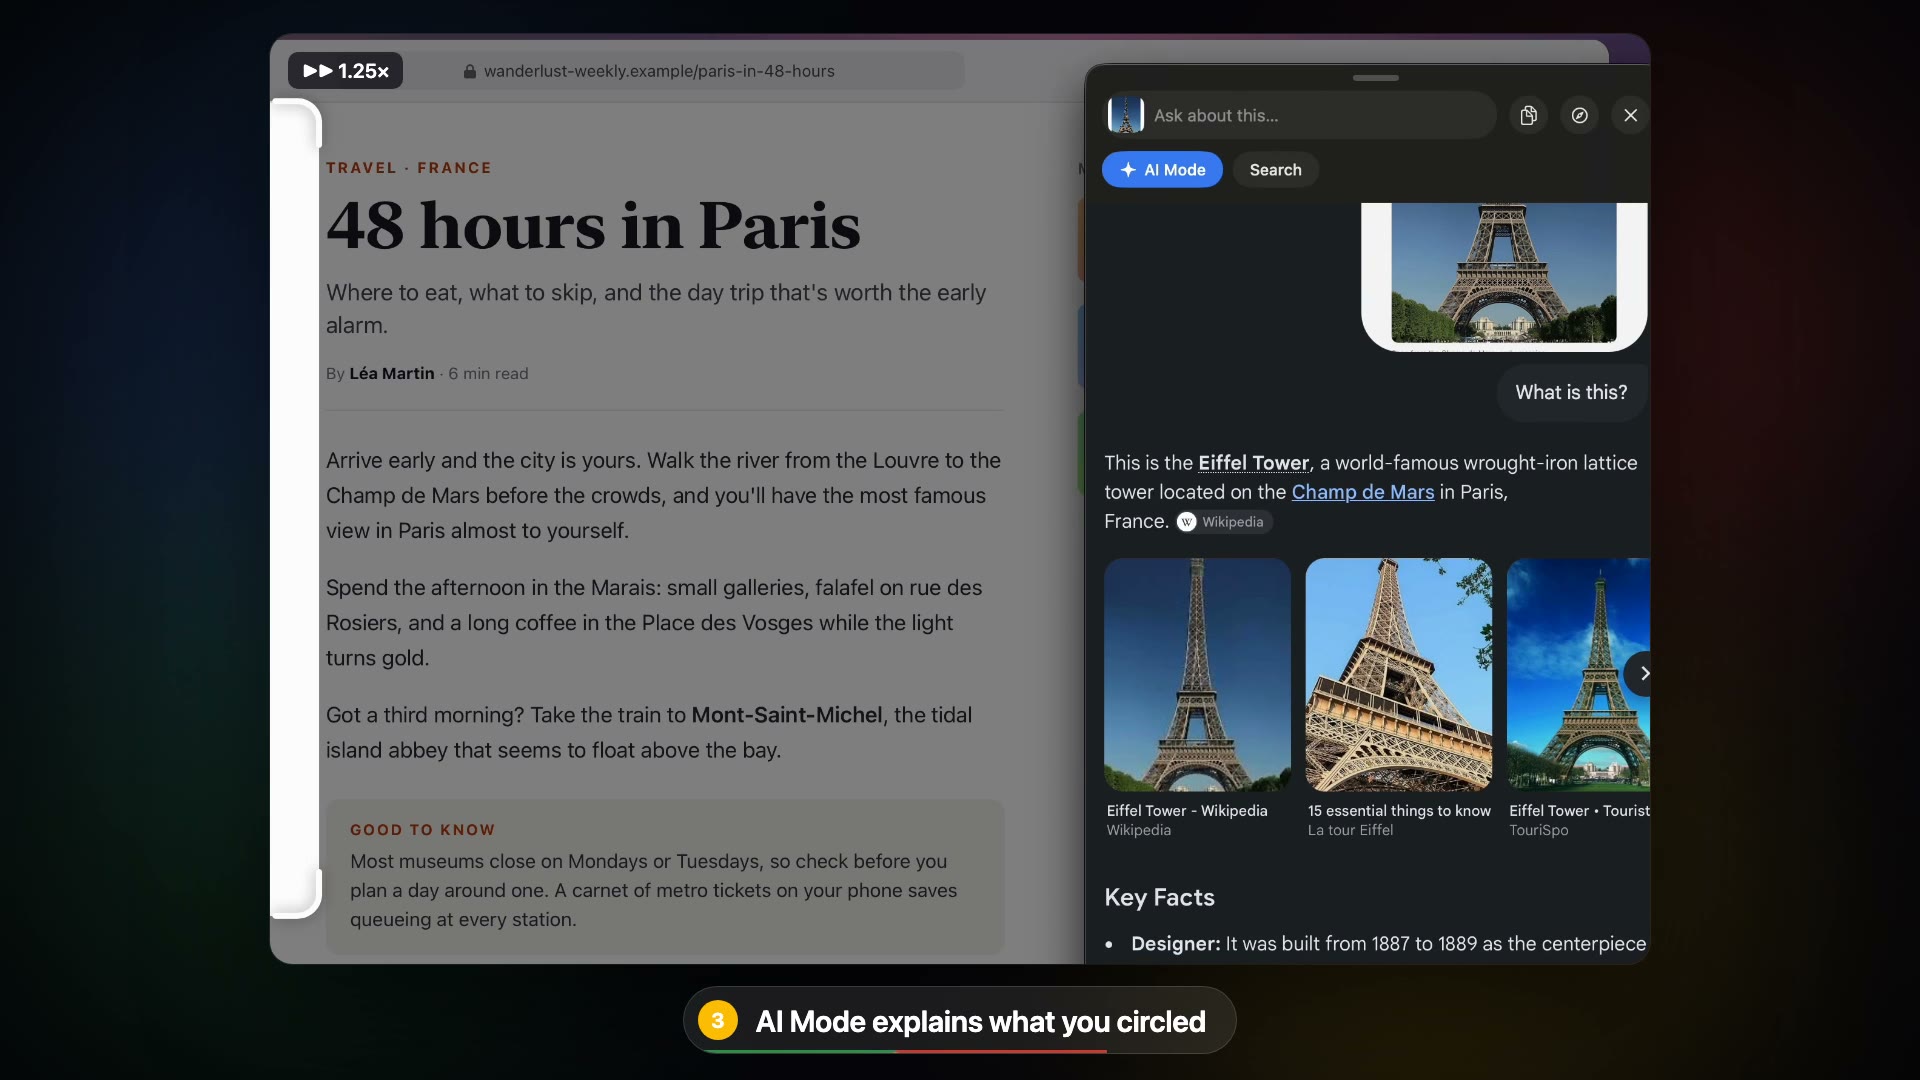 1.25×
wanderlust-weekly.example/paris-in-48-hours
TRAVEL · FRANCE
48 hours in Paris
Where to eat, what to skip, and the day trip that's worth the early
alarm.
By Léa Martin · 6 min read
Arrive early and the city is yours. Walk the river from the Louvre to the
Champ de Mars before the crowds, and you'll have the most famous
view in Paris almost to yourself.
Spend the afternoon in the Marais: small galleries, falafel on rue des
Rosiers, and a long coffee in the Place des Vosges while the light
turns gold.
Got a third morning? Take the train to Mont-Saint-Michel, the tidal
island abbey that seems to float above the bay.
GOOD TO KNOW
Most museums close on Mondays or Tuesdays, so check before you
plan a day around one. A carnet of metro tickets on your phone saves
queueing at every station.
Ask about this...
AI Mode
Search
What is this?
This is the Eiffel Tower, a world-famous wrought-iron lattice
tower located on the Champ de Mars in Paris,
France. W Wikipedia
Eiffel Tower - Wikipedia
Wikipedia
15 essential things to know
La tour Eiffel
Eiffel Tower • Tourist
TouriSpo
Key Facts
• Designer: It was built from 1887 to 1889 as the centerpiece
3 AI Mode explains what you circled